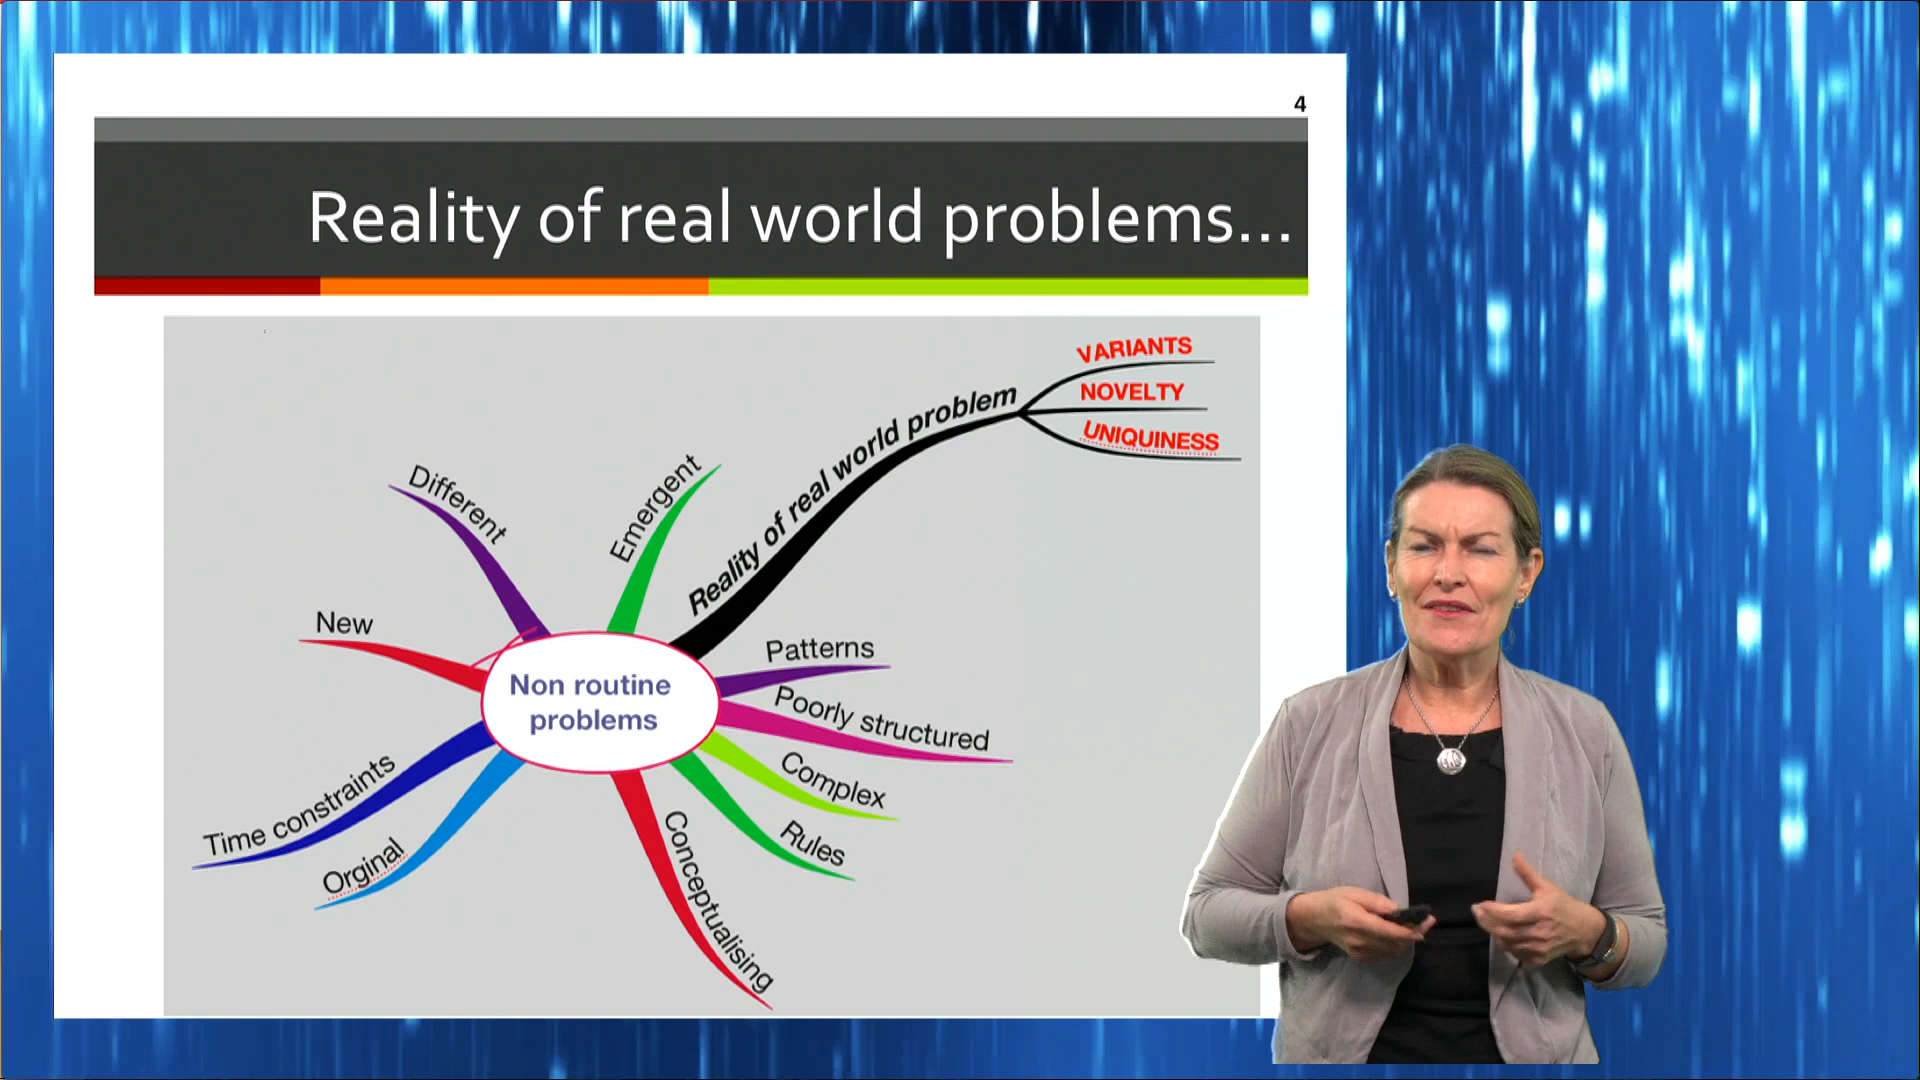 4
Reality of real world problems...
VARIANTS
NOVELTY
UNIQUINESS
Reality of real world problem
Different
Emergent
New
Patterns
Non routine
problems
Poorly structured
Time constraints
Complex
Orginal
Rules
Conceptualising